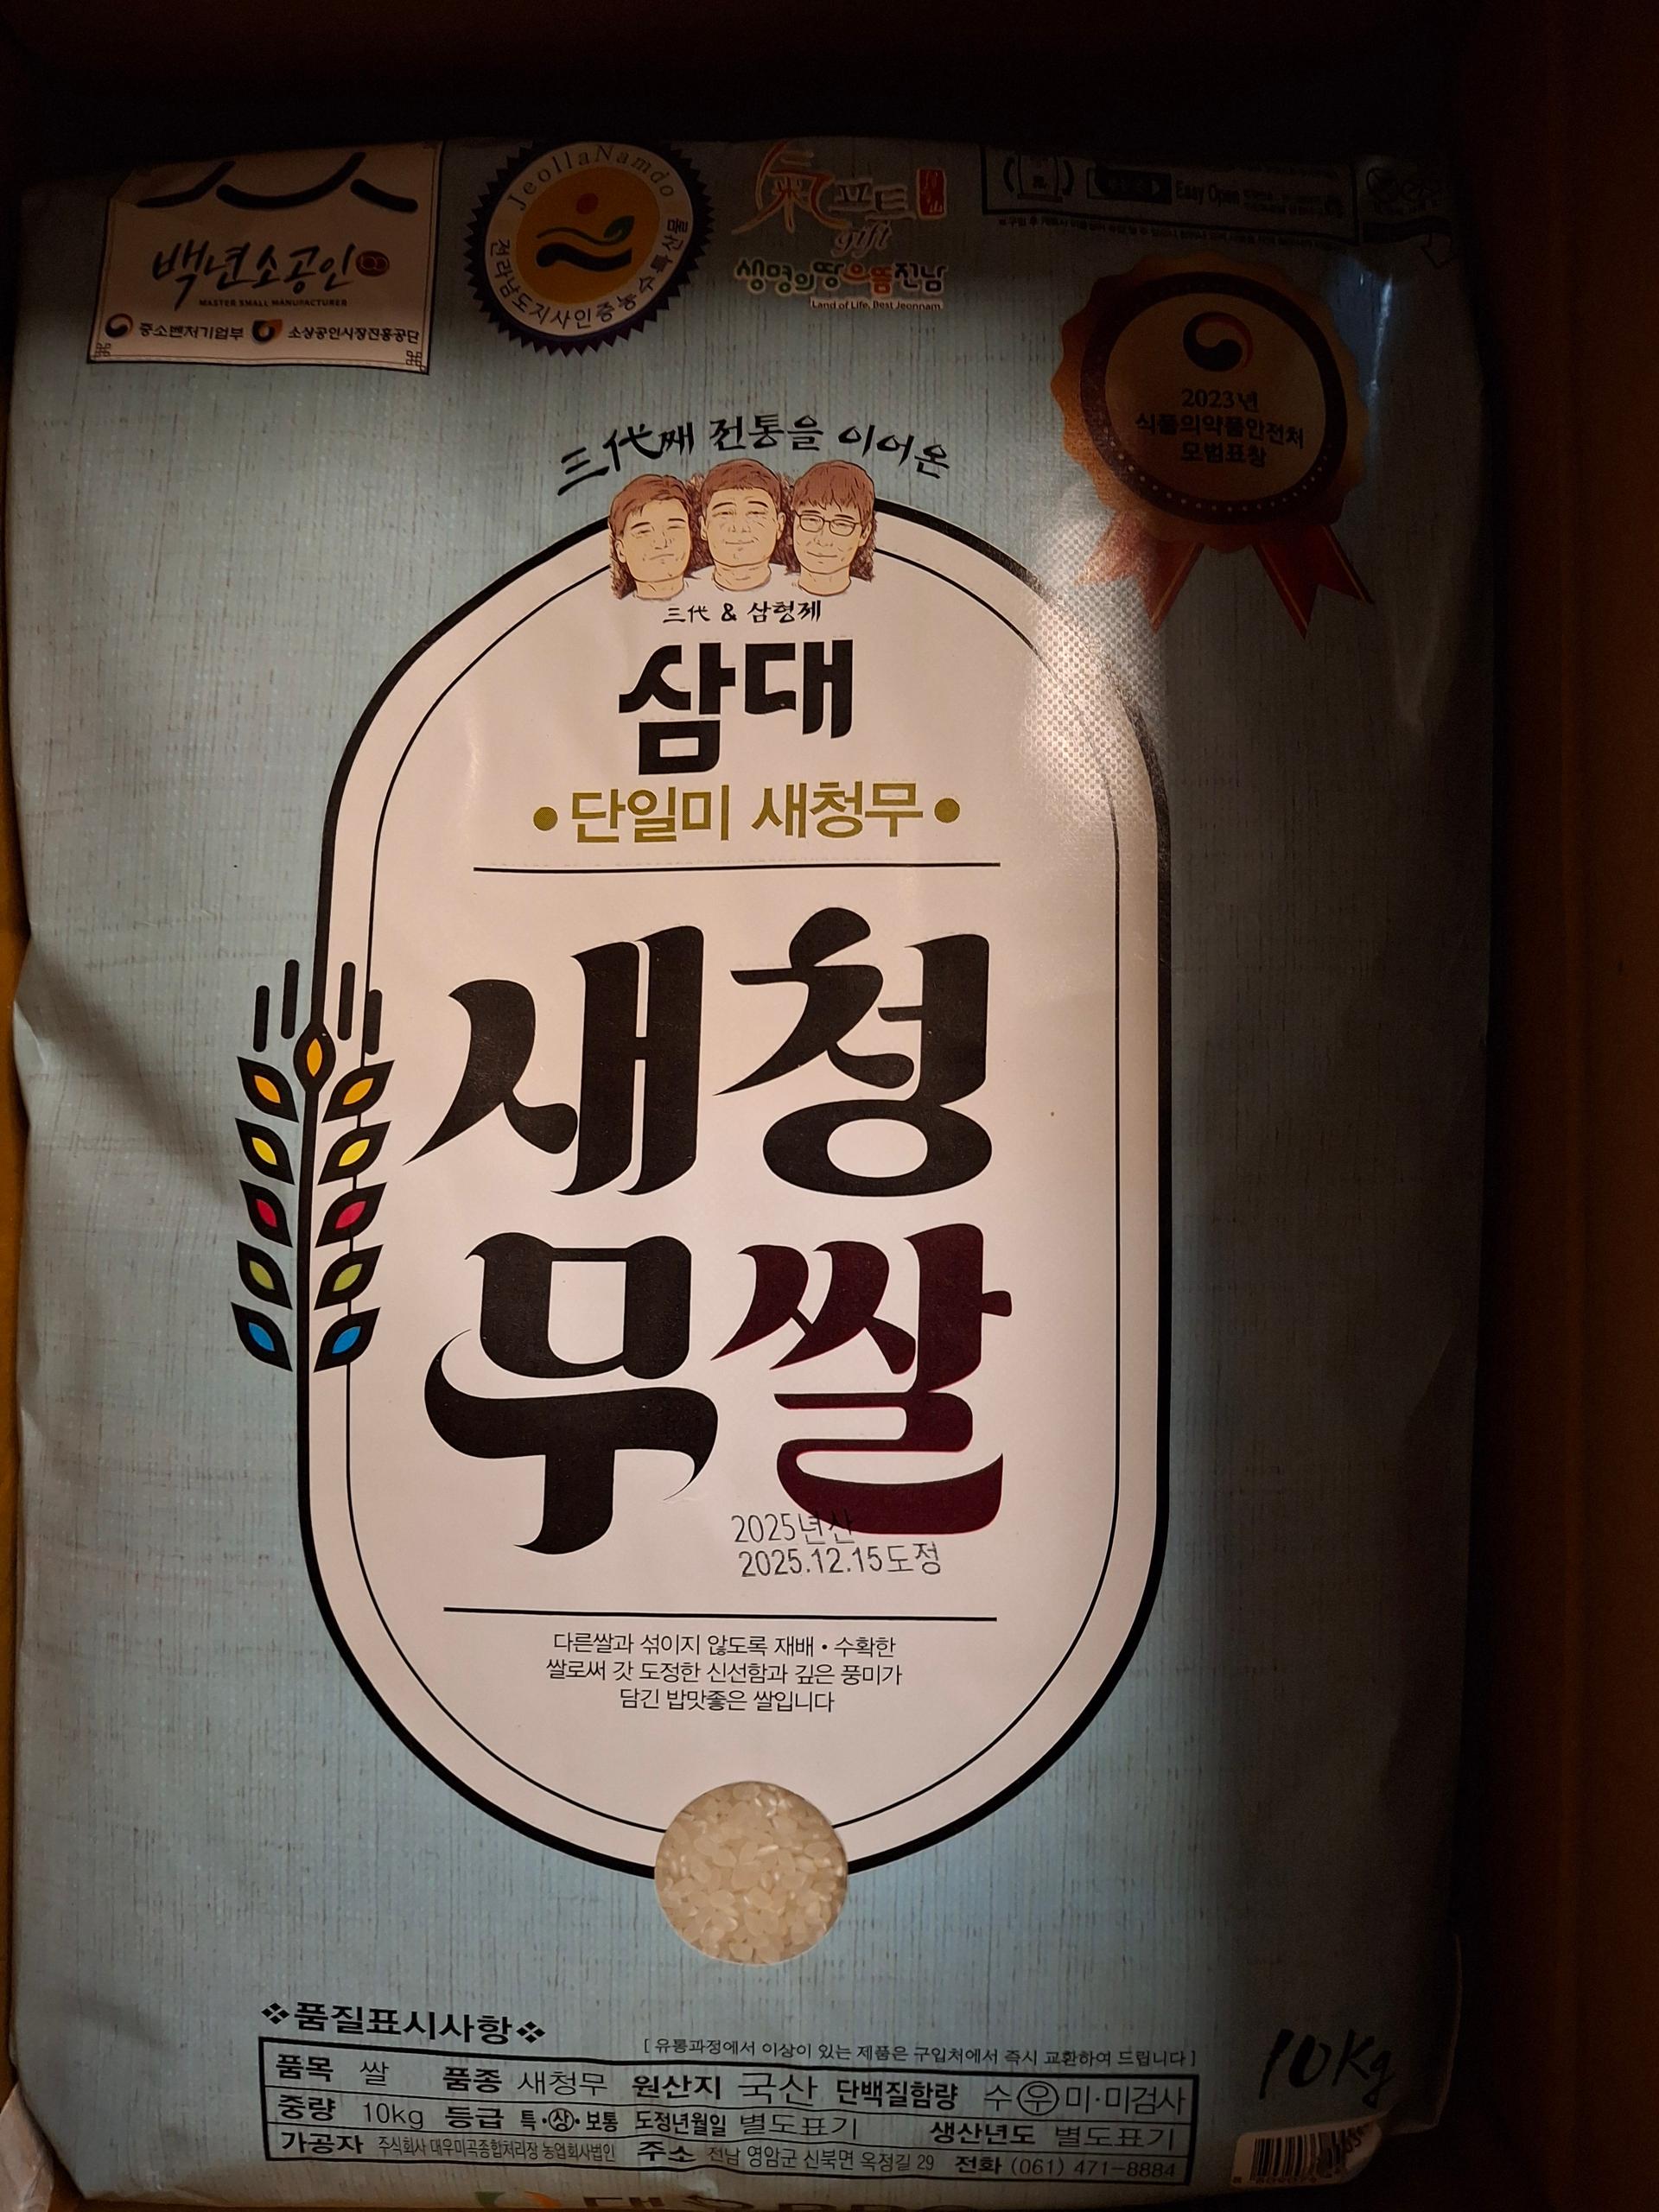 백년소공인
MASTER SMALL MANUFACTURER
중소벤처기업부 소상공인시장진흥공단
JeollaNamdo
전라남도지사인증농수특산물
氣프트
gift
생명의땅으뜸전남
Land of Life, Best Jeonnam
Easy Open
2023년
식품의약품안전처
모범표창
三代째 전통을 이어온
三代 & 삼형제
삼대
• 단일미 새청무 •
새청
무쌀
2025년산
2025.12.15도정
다른쌀과 섞이지 않도록 재배 • 수확한
쌀로써 갓 도정한 신선함과 깊은 풍미가
담긴 밥맛좋은 쌀입니다
❖품질표시사항❖
[ 유통과정에서 이상이 있는 제품은 구입처에서 즉시 교환하여 드립니다 ]
품목 쌀 품종 새청무 원산지 국산 단백질함량 수·우·미·미검사
중량 10kg 등급 특·상·보통 도정년월일 별도표기 생산년도 별도표기
가공자 주식회사 대우미곡종합처리장 농업회사법인 주소 전남 영암군 신북면 옥정길 29 전화 (061) 471-8884
10Kg